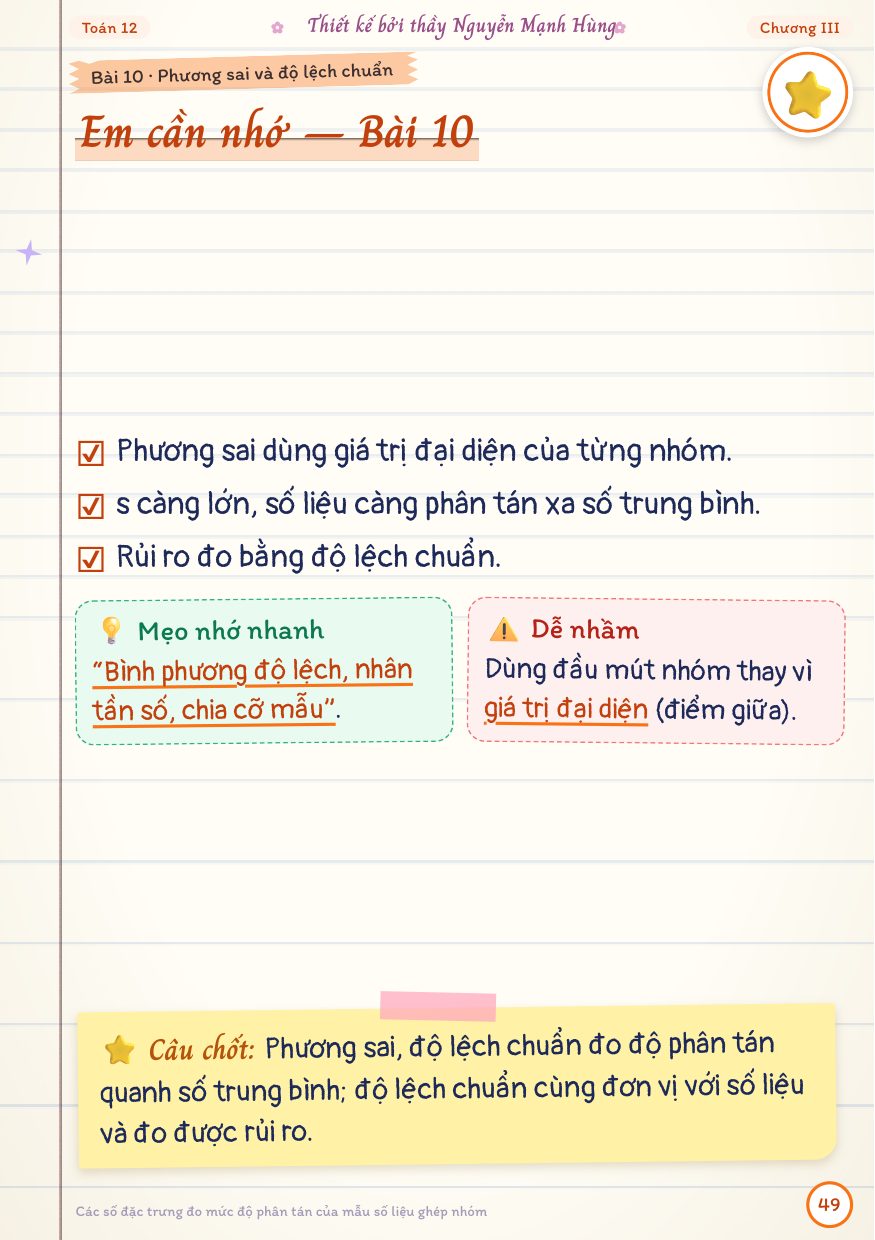 Toán 12
Thiết kế bởi thầy Nguyễn Mạnh Hùng
Chương III
Bài 10 · Phương sai và độ lệch chuẩn
Em cần nhớ — Bài 10
Phương sai dùng giá trị đại diện của từng nhóm.
s càng lớn, số liệu càng phân tán xa số trung bình.
Rủi ro đo bằng độ lệch chuẩn.
Mẹo nhớ nhanh
“Bình phương độ lệch, nhân
tần số, chia cỡ mẫu”.
Dễ nhầm
Dùng đầu mút nhóm thay vì
giá trị đại diện (điểm giữa).
Câu chốt: Phương sai, độ lệch chuẩn đo độ phân tán
quanh số trung bình; độ lệch chuẩn cùng đơn vị với số liệu
và đo được rủi ro.
Các số đặc trưng đo mức độ phân tán của mẫu số liệu ghép nhóm
49